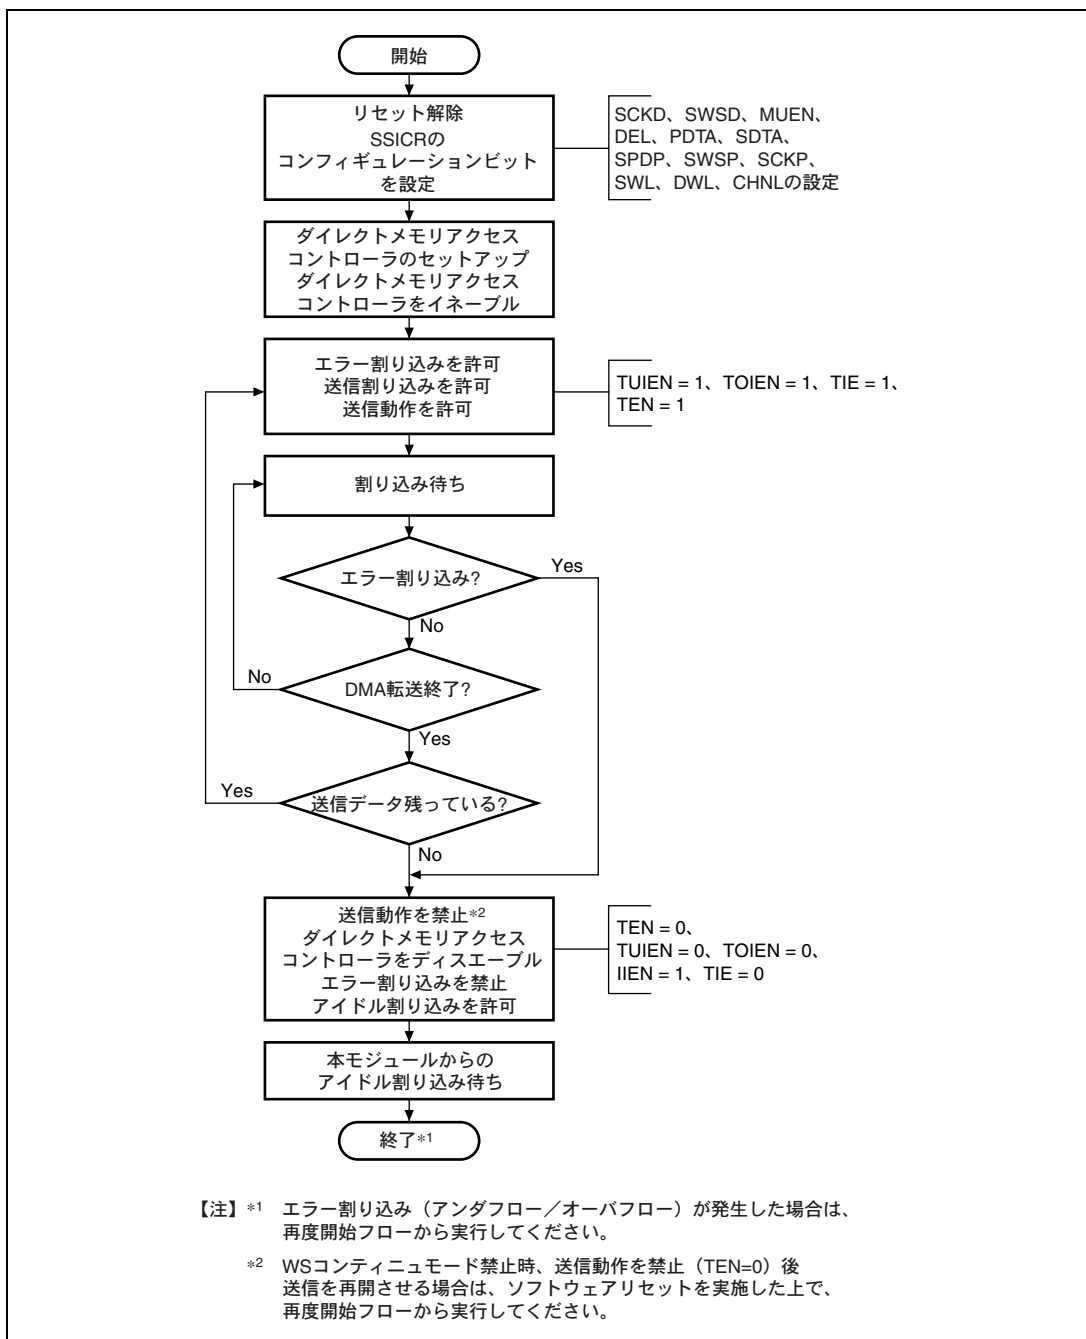 開始
リセット解除
SSICRの
コンフィギュレーションビット
を設定
SCKD、SWSD、MUEN、
DEL、PDTA、SDTA、
SPDP、SWSP、SCKP、
SWL、DWL、CHNLの設定
ダイレクトメモリアクセス
コントローラのセットアップ
ダイレクトメモリアクセス
コントローラをイネーブル
エラー割り込みを許可
送信割り込みを許可
送信動作を許可
TUIEN = 1、TOIEN = 1、TIE = 1、
TEN = 1
割り込み待ち
エラー割り込み?
Yes
No
DMA転送終了?
No
Yes
送信データ残っている?
Yes
No
送信動作を禁止*2
ダイレクトメモリアクセス
コントローラをディスエーブル
エラー割り込みを禁止
アイドル割り込みを許可
TEN = 0、
TUIEN = 0、TOIEN = 0、
IIEN = 1、TIE = 0
本モジュールからの
アイドル割り込み待ち
終了*1
【注】*1 エラー割り込み（アンダフロー／オーバフロー）が発生した場合は、
再度開始フローから実行してください。
*2 WSコンティニュモード禁止時、送信動作を禁止（TEN=0）後
送信を再開させる場合は、ソフトウェアリセットを実施した上で、
再度開始フローから実行してください。